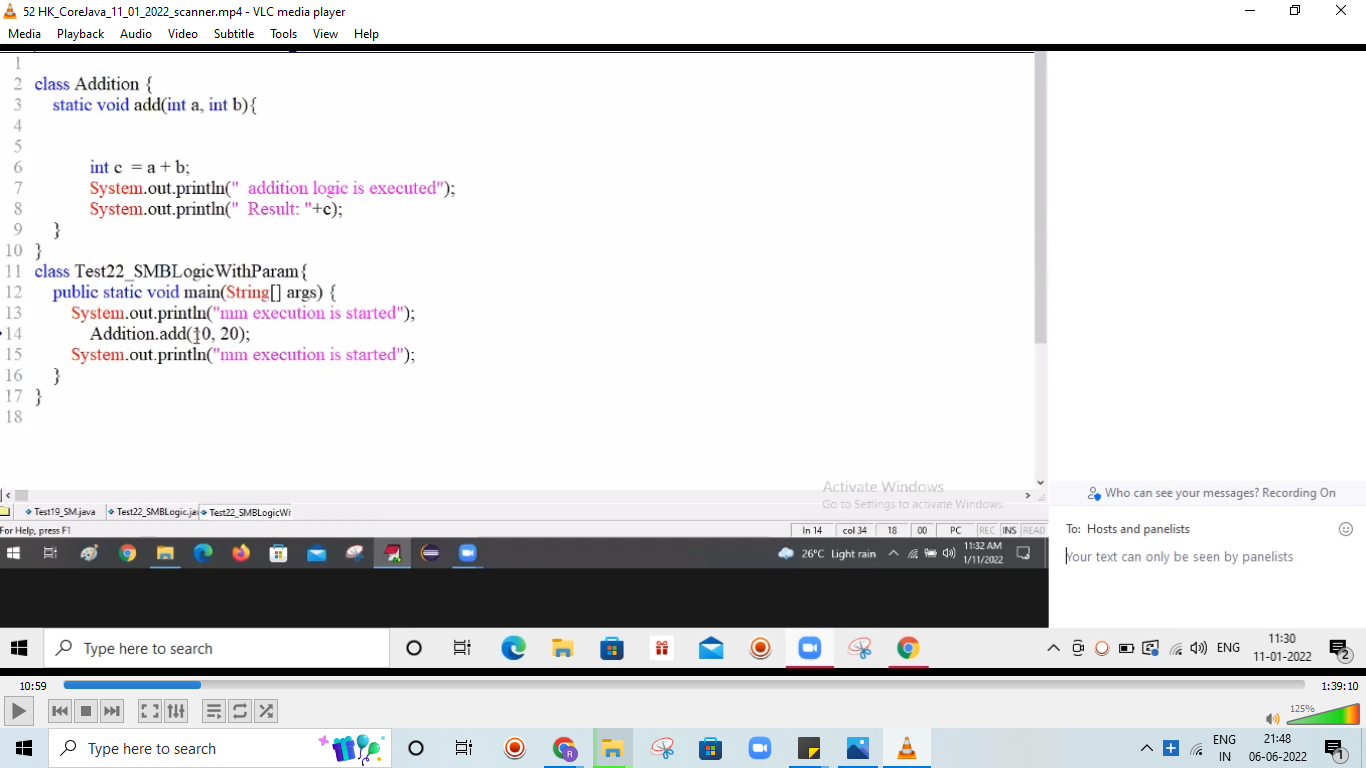 52 HK_CoreJava_11_01_2022_scanner.mp4 - VLC media player
Media Playback Audio Video Subtitle Tools View Help
1
2 class Addition {
3 static void add(int a, int b){
4
5
6 int c = a + b;
7 System.out.println(" addition logic is executed");
8 System.out.println(" Result: "+c);
9 }
10 }
11 class Test22_SMBLogicWithParam{
12 public static void main(String[] args) {
13 System.out.println("mm execution is started");
14 Addition.add(10, 20);
15 System.out.println("mm execution is started");
16 }
17 }
18
Activate Windows
Go to Settings to activate Windows.
Who can see your messages? Recording On
Test19_SM.java Test22_SMBLogic.jav Test22_SMBLogicWi
To: Hosts and panelists
For Help, press F1 ln 14 col 34 18 00 PC REC INS READ
Your text can only be seen by panelists
26°C Light rain 11:32 AM
1/11/2022
Type here to search ENG 11:30
11-01-2022 2
10:59 1:39:10
125%
Type here to search R ENG 21:48
IN 06-06-2022 1